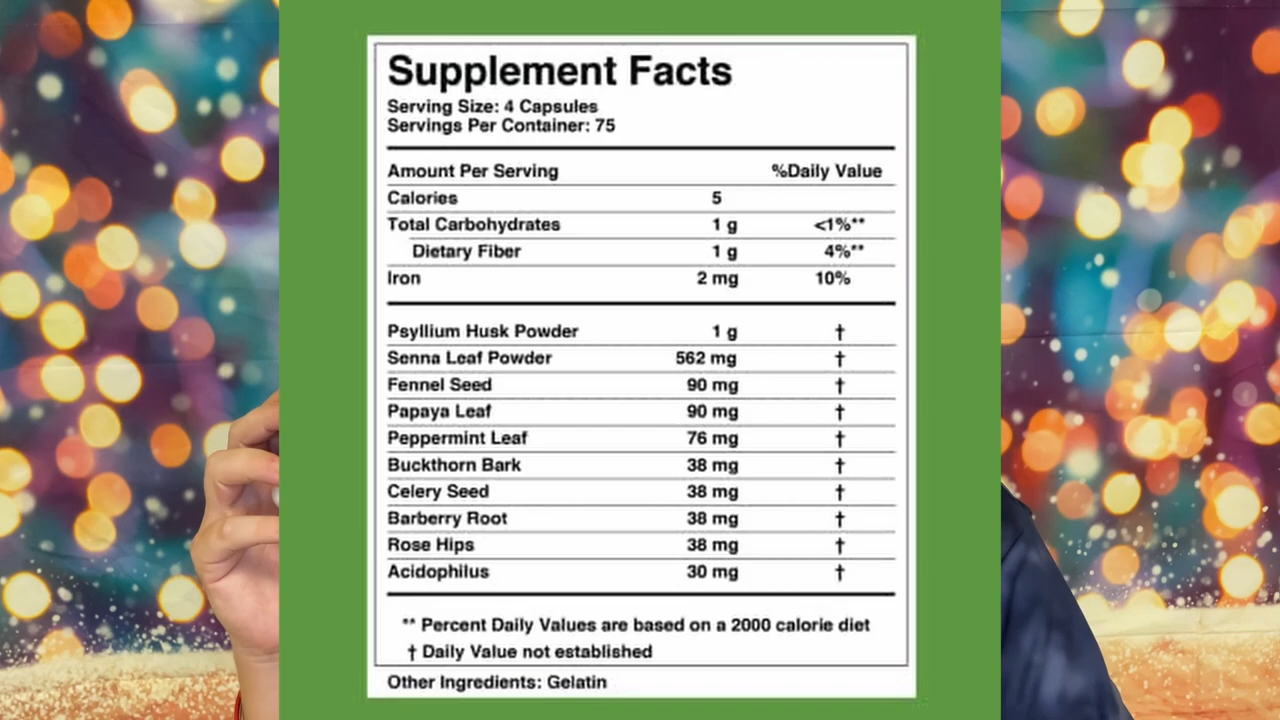 Supplement Facts
Serving Size: 4 Capsules
Servings Per Container: 75
Amount Per Serving %Daily Value
Calories 5
Total Carbohydrates 1 g <1%**
Dietary Fiber 1 g 4%**
Iron 2 mg 10%
Psyllium Husk Powder 1 g †
Senna Leaf Powder 562 mg †
Fennel Seed 90 mg †
Papaya Leaf 90 mg †
Peppermint Leaf 76 mg †
Buckthorn Bark 38 mg †
Celery Seed 38 mg †
Barberry Root 38 mg †
Rose Hips 38 mg †
Acidophilus 30 mg †
** Percent Daily Values are based on a 2000 calorie diet
† Daily Value not established
Other Ingredients: Gelatin